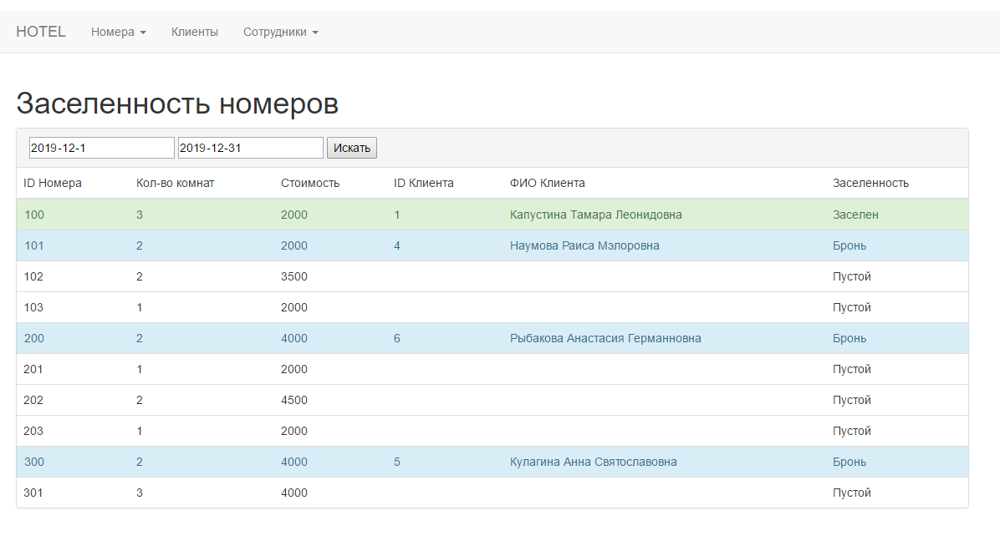 HOTEL Номера Клиенты Сотрудники
Заселенность номеров
2019-12-1 2019-12-31 Искать
ID Номера Кол-во комнат Стоимость ID Клиента ФИО Клиента Заселенность
100 3 2000 1 Капустина Тамара Леонидовна Заселен
101 2 2000 4 Наумова Раиса Мэлоровна Бронь
102 2 3500 Пустой
103 1 2000 Пустой
200 2 4000 6 Рыбакова Анастасия Германновна Бронь
201 1 2000 Пустой
202 2 4500 Пустой
203 1 2000 Пустой
300 2 4000 5 Кулагина Анна Святославовна Бронь
301 3 4000 Пустой